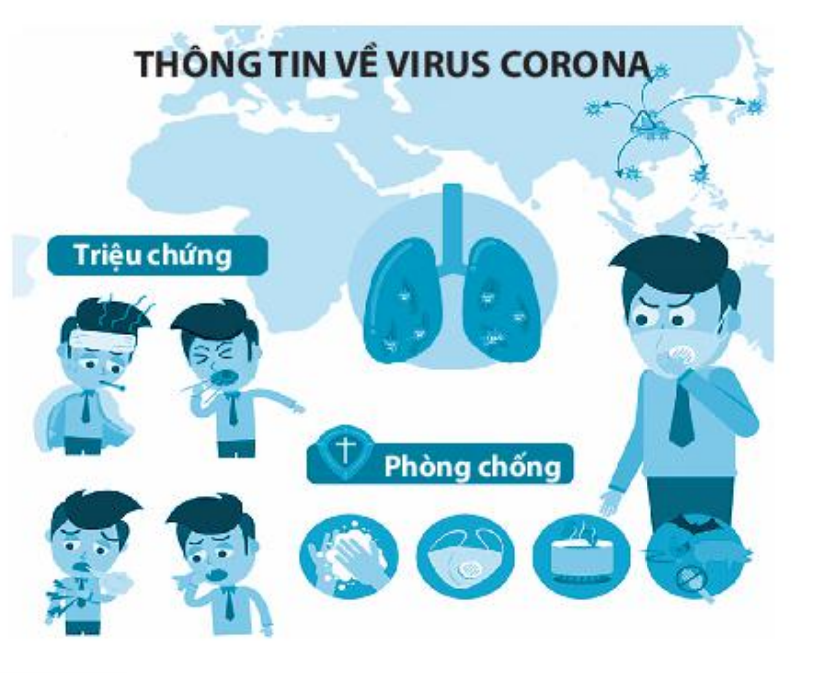 THÔNG TIN VỀ VIRUS CORONA
Triệu chứng
Phòng chống